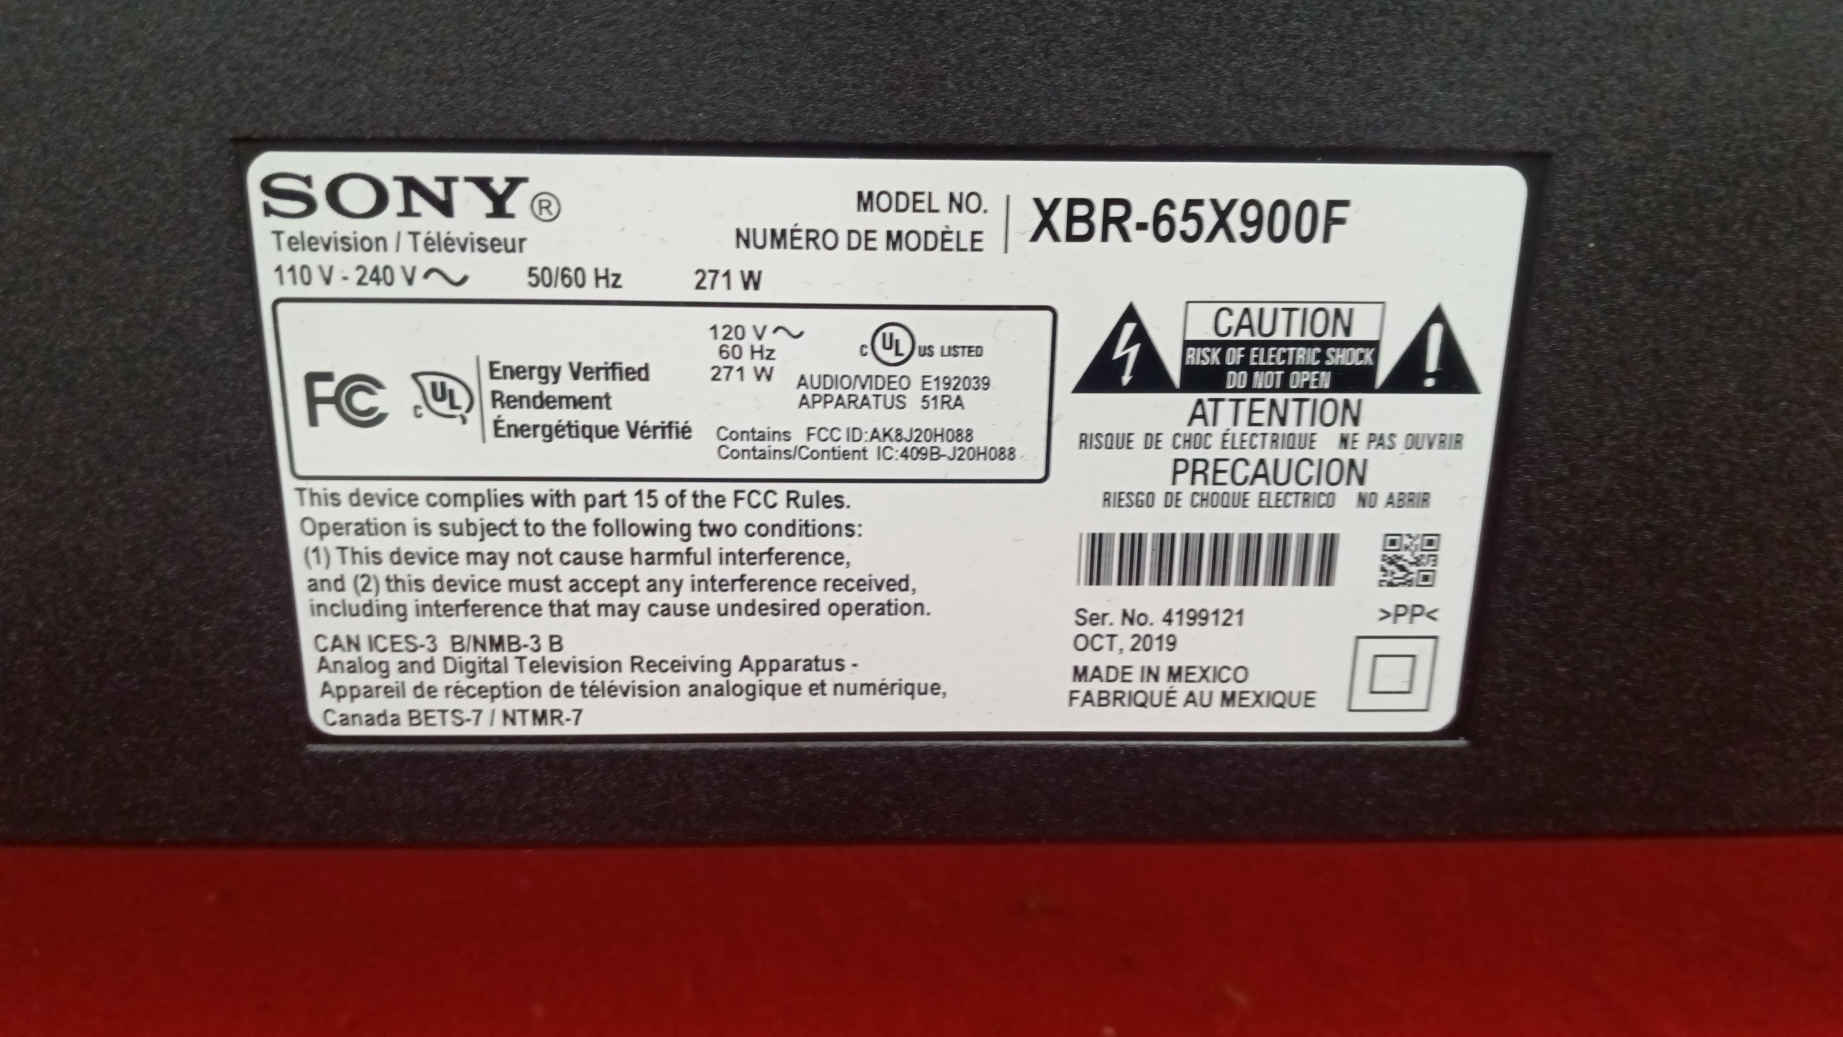 SONY®
Television / Téléviseur
110 V - 240 V ~ 50/60 Hz 271 W
MODEL NO.
NUMÉRO DE MODÈLE
XBR-65X900F
FC
C UL
Energy Verified
Rendement
Énergétique Vérifié
120 V ~
60 Hz
271 W
C UL US LISTED
AUDIO/VIDEO E192039
APPARATUS 51RA
Contains FCC ID:AK8J20H088
Contains/Contient IC:409B-J20H088
This device complies with part 15 of the FCC Rules.
Operation is subject to the following two conditions:
(1) This device may not cause harmful interference,
and (2) this device must accept any interference received,
including interference that may cause undesired operation.
CAN ICES-3 B/NMB-3 B
Analog and Digital Television Receiving Apparatus -
Appareil de réception de télévision analogique et numérique,
Canada BETS-7 / NTMR-7
CAUTION
RISK OF ELECTRIC SHOCK
DO NOT OPEN
ATTENTION
RISQUE DE CHOC ÉLECTRIQUE NE PAS OUVRIR
PRECAUCION
RIESGO DE CHOQUE ELECTRICO NO ABRIR
Ser. No. 4199121
OCT, 2019
>PP<
MADE IN MEXICO
FABRIQUÉ AU MEXIQUE